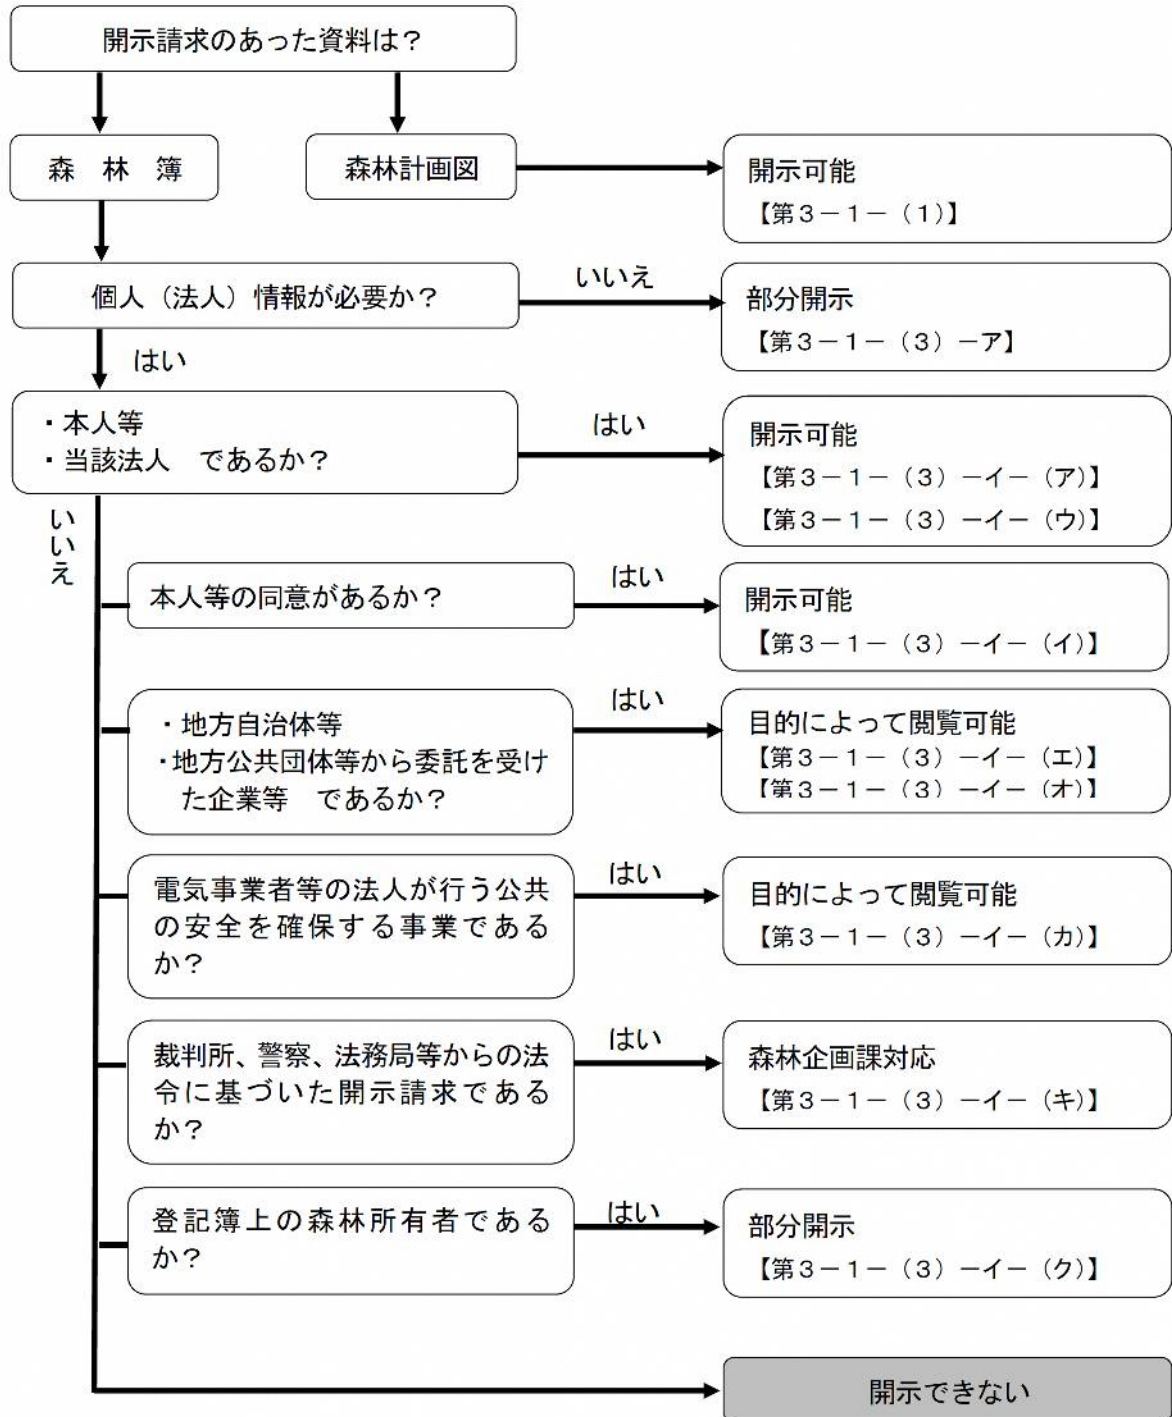 開示請求のあった資料は？
森　林　簿
森林計画図
開示可能
【第３－１－（１）】
個人（法人）情報が必要か？
いいえ
部分開示
【第３－１－（３）－ア】
はい
・本人等
・当該法人　であるか？
はい
開示可能
【第３－１－（３）－イ－（ア）】
【第３－１－（３）－イ－（ウ）】
いいえ
本人等の同意があるか？
はい
開示可能
【第３－１－（３）－イ－（イ）】
・地方自治体等
・地方公共団体等から委託を受け
た企業等　であるか？
はい
目的によって閲覧可能
【第３－１－（３）－イ－（エ）】
【第３－１－（３）－イ－（オ）】
電気事業者等の法人が行う公共
の安全を確保する事業である
か？
はい
目的によって閲覧可能
【第３－１－（３）－イ－（カ）】
裁判所、警察、法務局等からの法
令に基づいた開示請求である
か？
はい
森林企画課対応
【第３－１－（３）－イ－（キ）】
登記簿上の森林所有者である
か？
はい
部分開示
【第３－１－（３）－イ－（ク）】
開示できない